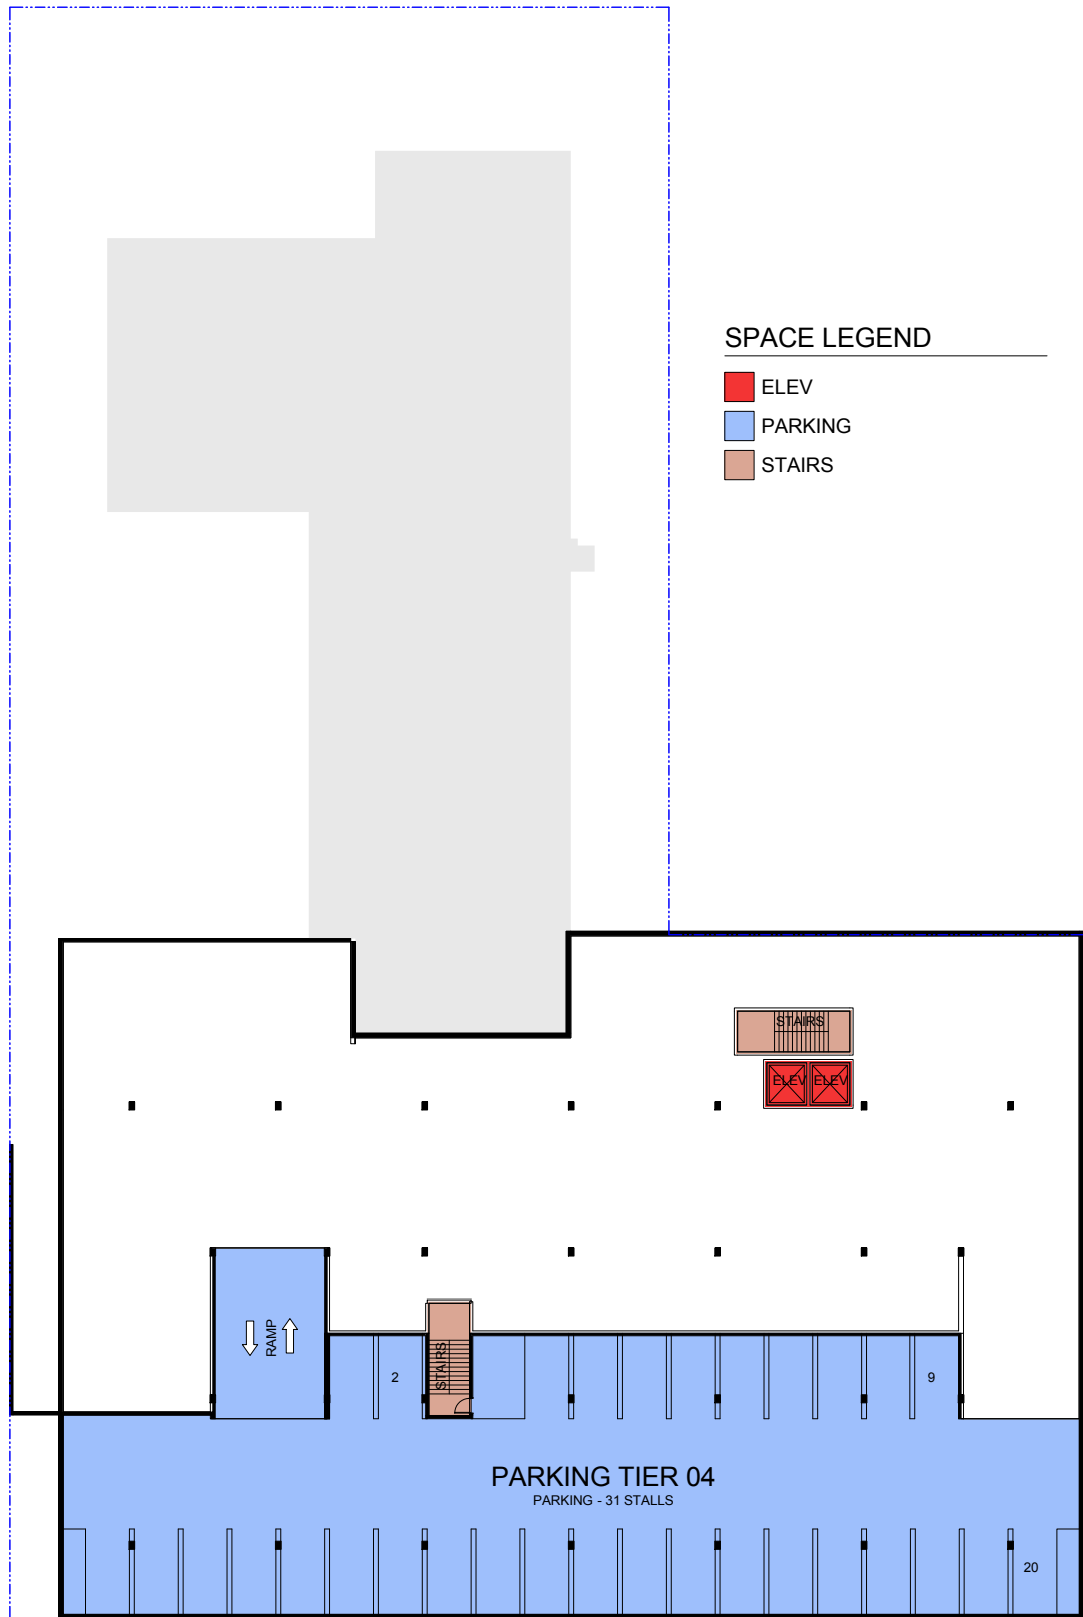 SPACE LEGEND
ELEV
PARKING
STAIRS
STAIRS
ELEV ELEV
RAMP
2
STAIRS
9
PARKING TIER 04
PARKING - 31 STALLS
20